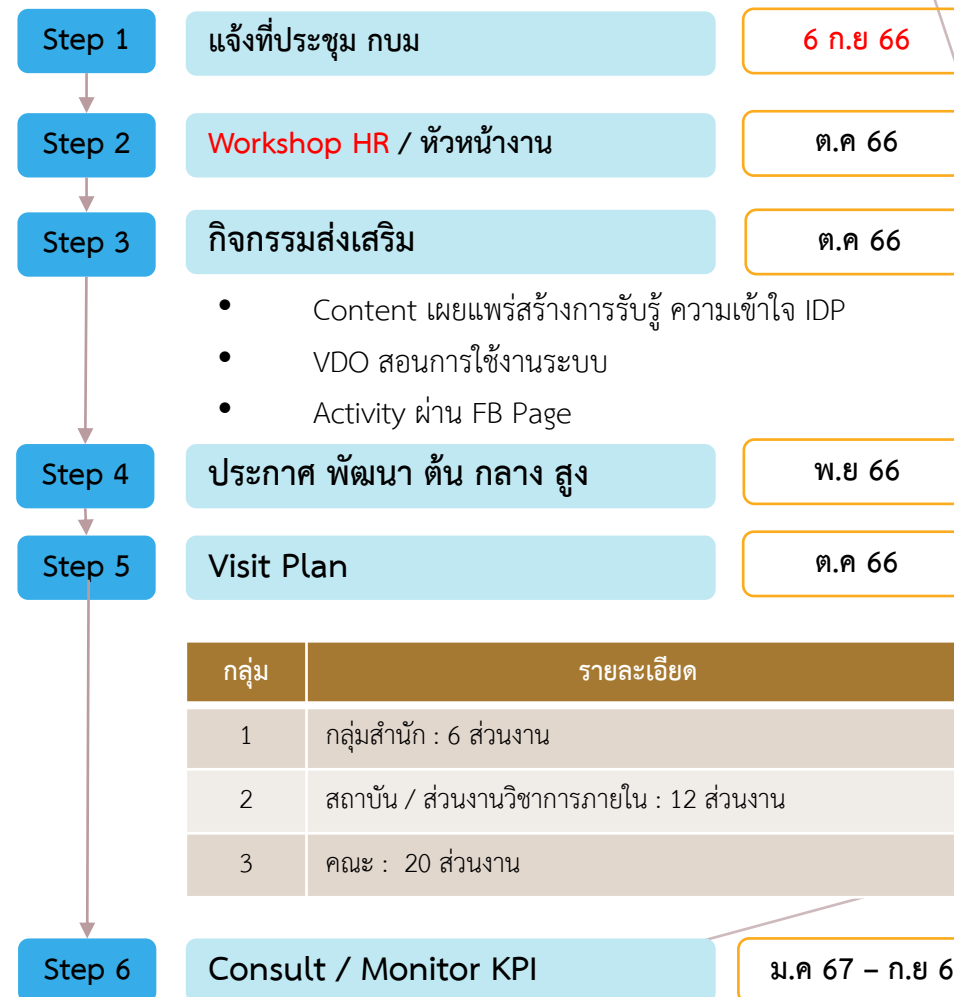 Step 1 แจ้งที่ประชุม กบม 6 ก.ย 66
Step 2 Workshop HR / หัวหน้างาน ต.ค 66
Step 3 กิจกรรมส่งเสริม ต.ค 66
• Content เผยแพร่สร้างการรับรู้ ความเข้าใจ IDP
• VDO สอนการใช้งานระบบ
• Activity ผ่าน FB Page
Step 4 ประกาศ พัฒนา ต้น กลาง สูง พ.ย 66
Step 5 Visit Plan ต.ค 66
กลุ่ม รายละเอียด
1 กลุ่มสำนัก : 6 ส่วนงาน
2 สถาบัน / ส่วนงานวิชาการภายใน : 12 ส่วนงาน
3 คณะ : 20 ส่วนงาน
Step 6 Consult / Monitor KPI ม.ค 67 – ก.ย 6